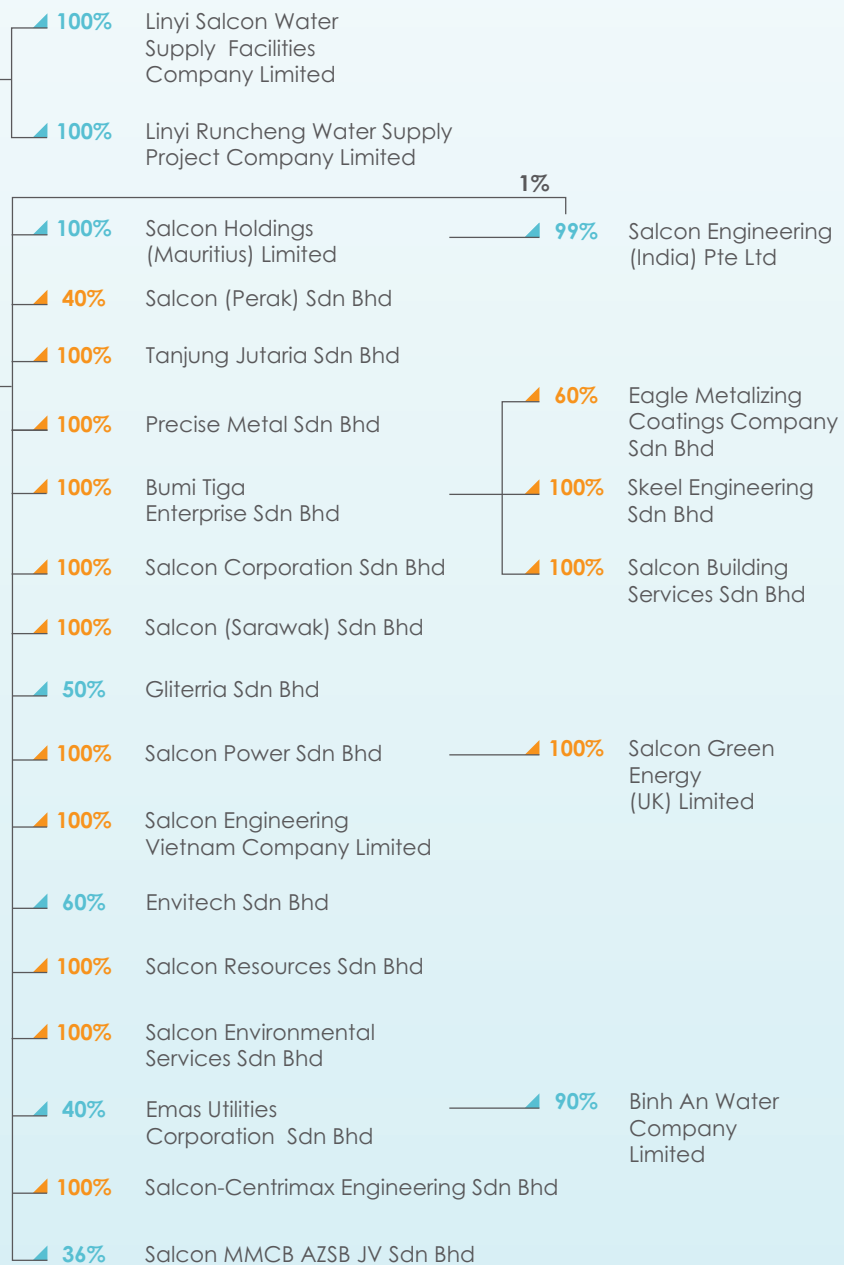 100% Linyi Salcon Water
Supply Facilities
Company Limited
100% Linyi Runcheng Water Supply
Project Company Limited
1%
100% Salcon Holdings
(Mauritius) Limited
99% Salcon Engineering
(India) Pte Ltd
40% Salcon (Perak) Sdn Bhd
100% Tanjung Jutaria Sdn Bhd
100% Precise Metal Sdn Bhd
100% Bumi Tiga
Enterprise Sdn Bhd
60% Eagle Metalizing
Coatings Company
Sdn Bhd
100% Skeel Engineering
Sdn Bhd
100% Salcon Building
Services Sdn Bhd
100% Salcon Corporation Sdn Bhd
100% Salcon (Sarawak) Sdn Bhd
50% Gliterria Sdn Bhd
100% Salcon Power Sdn Bhd
100% Salcon Green
Energy
(UK) Limited
100% Salcon Engineering
Vietnam Company Limited
60% Envitech Sdn Bhd
100% Salcon Resources Sdn Bhd
100% Salcon Environmental
Services Sdn Bhd
40% Emas Utilities
Corporation Sdn Bhd
90% Binh An Water
Company
Limited
100% Salcon-Centrimax Engineering Sdn Bhd
36% Salcon MMCB AZSB JV Sdn Bhd